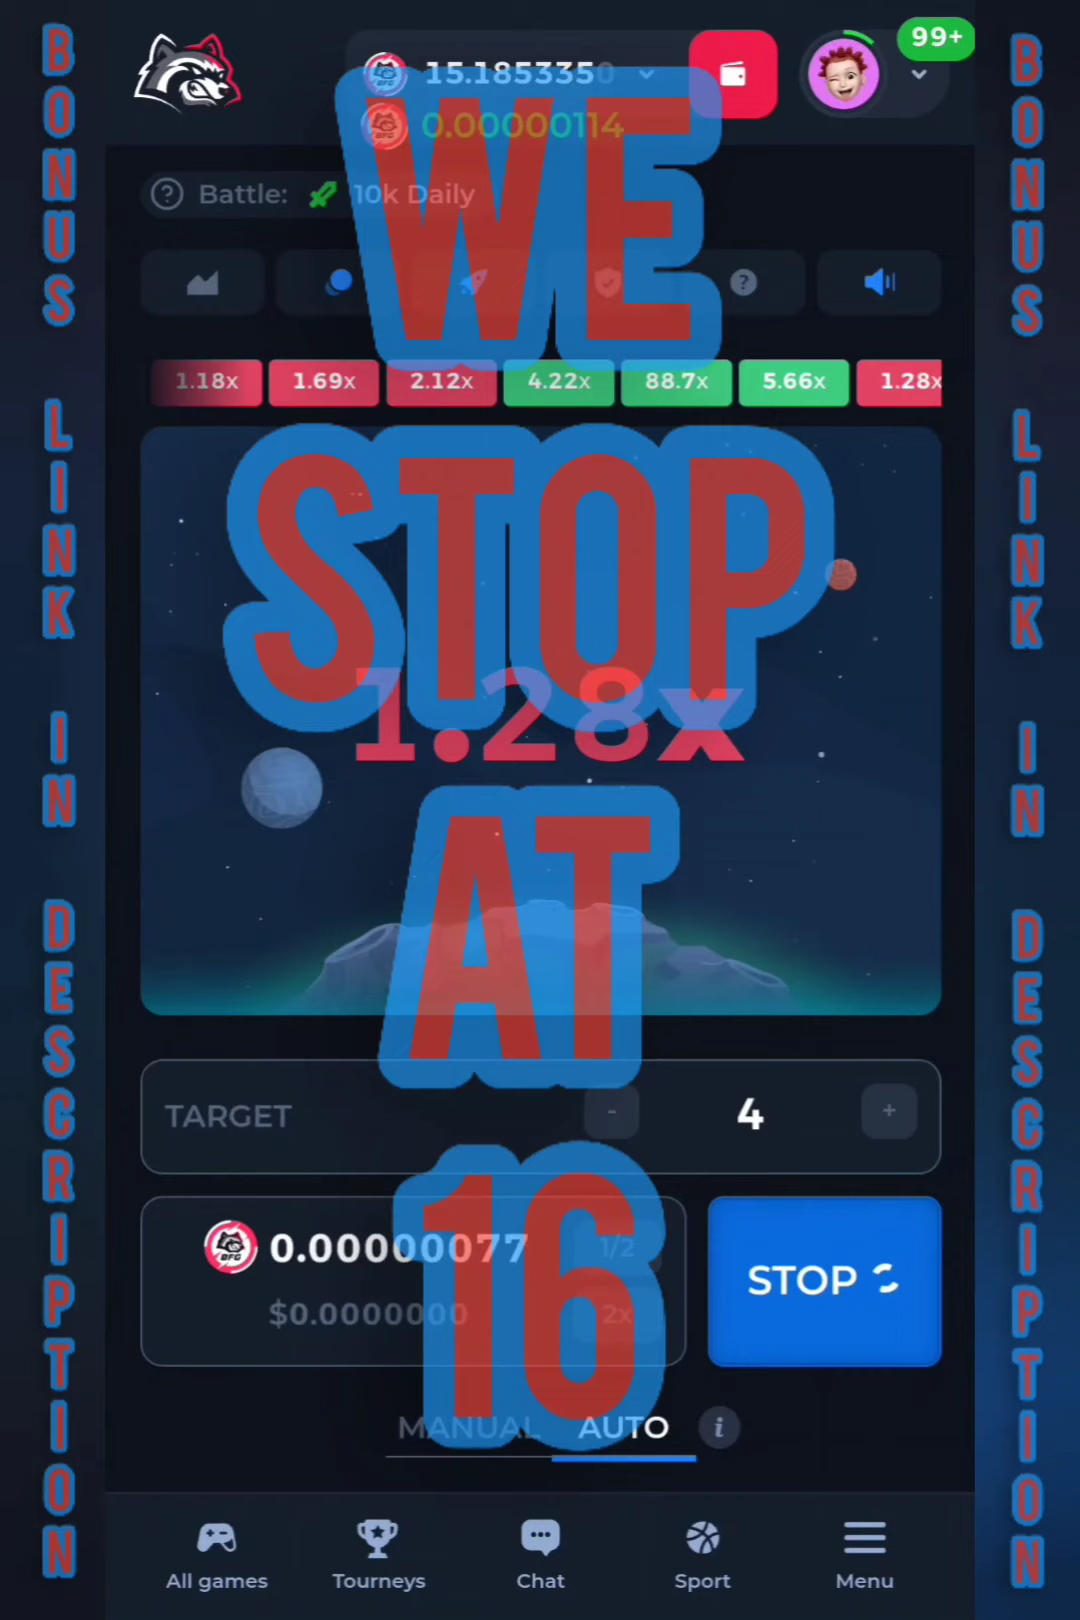 BONUS LINK IN DESCRIPTION
99+
15.1853350
0.00000114
WE
Battle: 10k Daily
1.18x 1.69x 2.12x 4.22x 88.7x 5.66x 1.28x
STOP
1.28x
AT
TARGET - 4 +
16
BFG 0.00000077 1/2
$0.0000000 2x
STOP
MANUAL AUTO i
All games Tourneys Chat Sport Menu
BONUS LINK IN DESCRIPTION